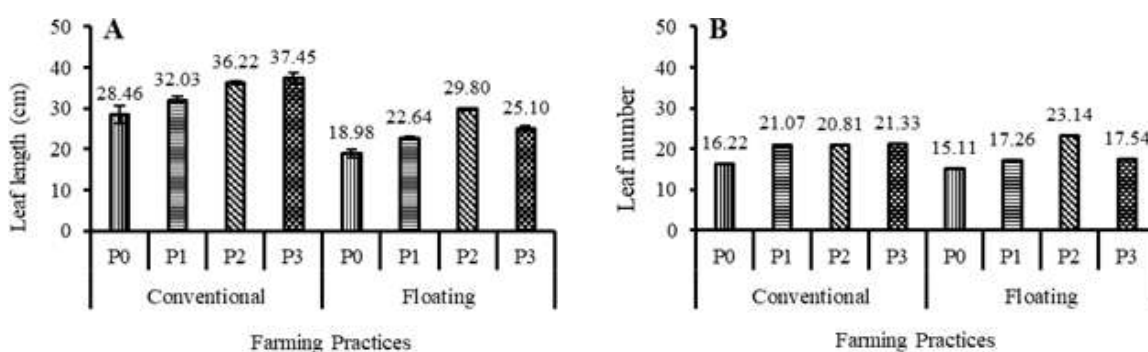 A
Leaf length (cm)
50
40
30
20
10
0
28.46
32.03
36.22
37.45
18.98
22.64
29.80
25.10
P0 P1 P2 P3 P0 P1 P2 P3
Conventional Floating
Farming Practices
B
Leaf number
50
40
30
20
10
0
16.22
21.07
20.81
21.33
15.11
17.26
23.14
17.54
P0 P1 P2 P3 P0 P1 P2 P3
Conventional Floating
Farming Practices